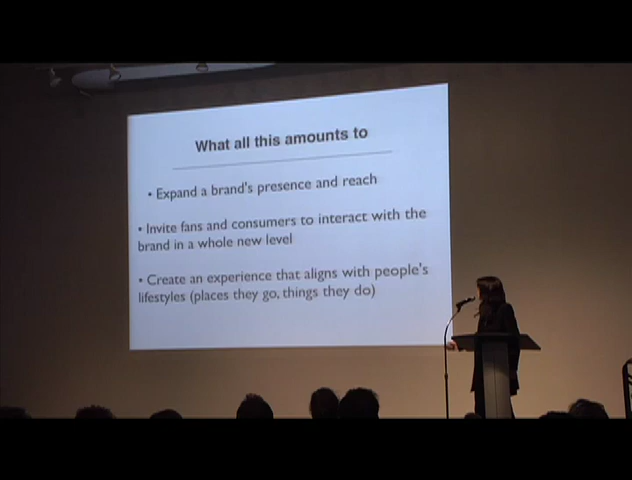 What all this amounts to
• Expand a brand's presence and reach
• Invite fans and consumers to interact with the
brand in a whole new level
• Create an experience that aligns with people's
lifestyles (places they go, things they do)